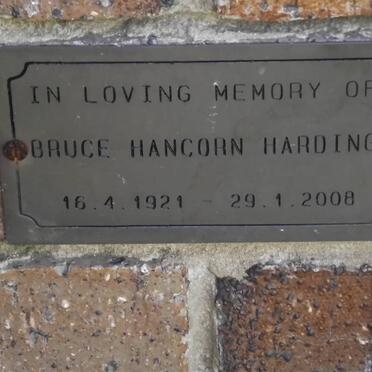 IN LOVING MEMORY OF
BRUCE HANCORN HARDING
16.4.1921 - 29.1.2008